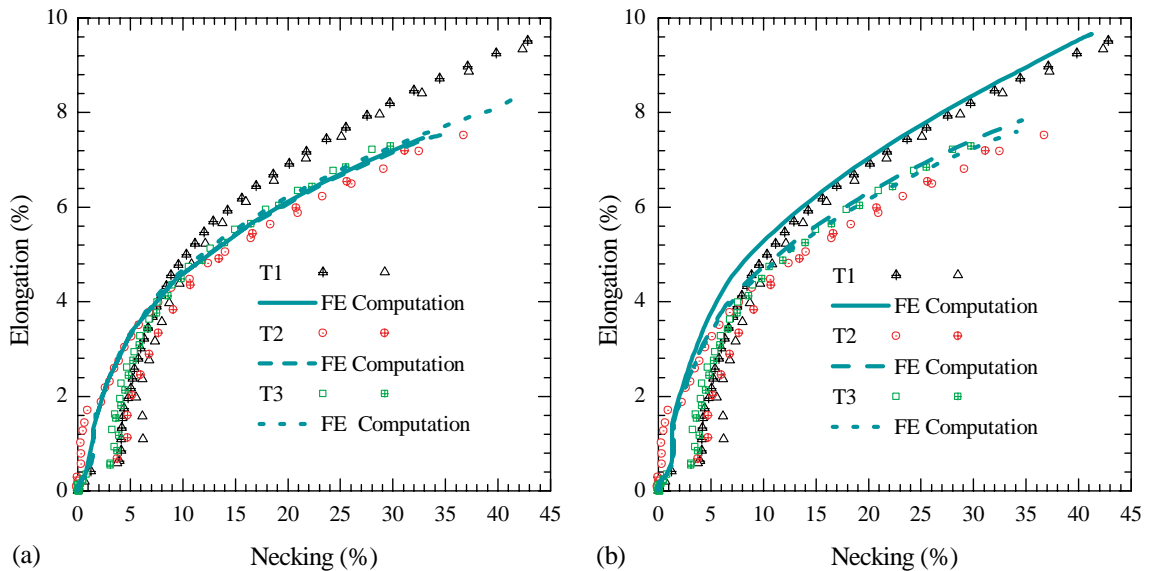 10
8
6
4
2
0
Elongation (%)
T1
FE Computation
T2
FE Computation
T3
FE Computation
0 5 10 15 20 25 30 35 40 45
(a) Necking (%)
10
8
6
4
2
0
Elongation (%)
T1
FE Computation
T2
FE Computation
T3
FE Computation
0 5 10 15 20 25 30 35 40 45
(b) Necking (%)